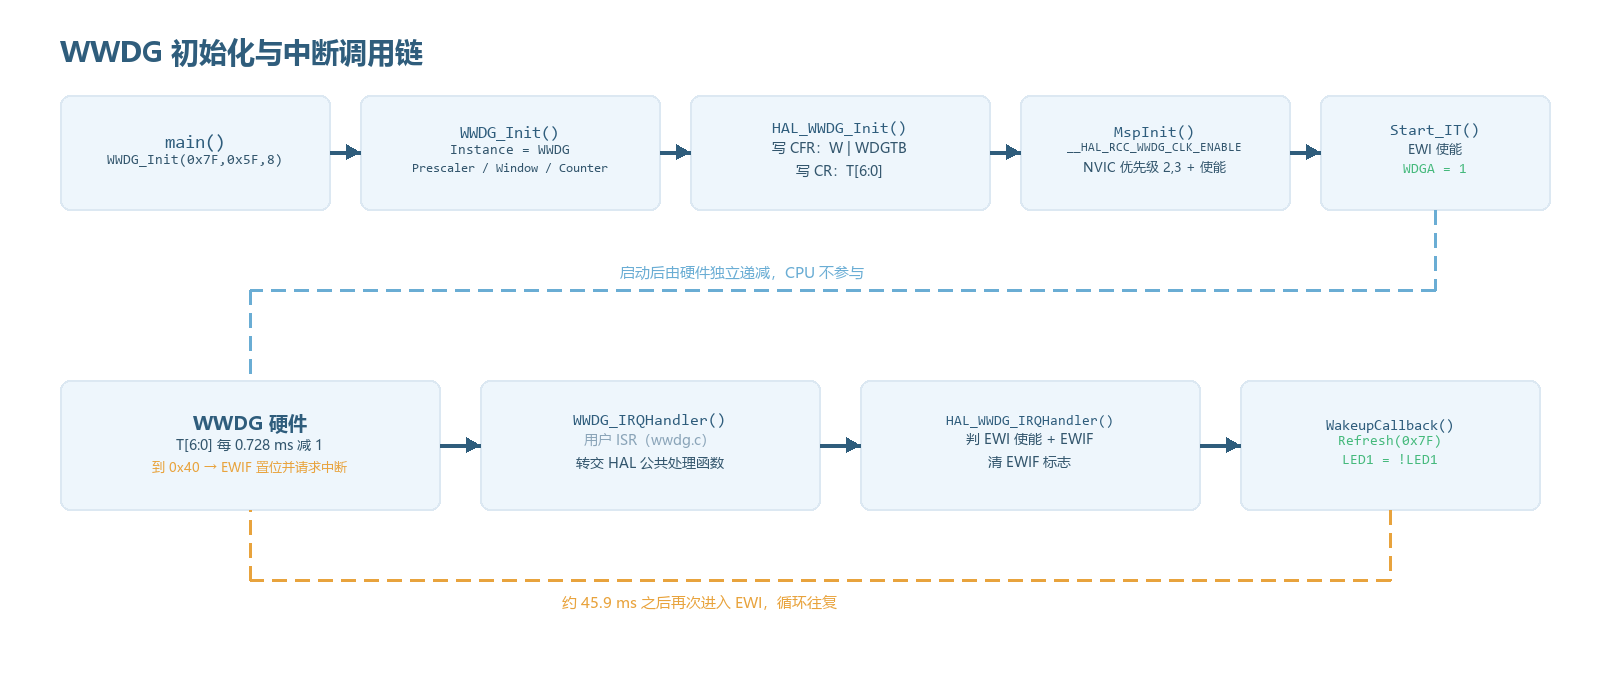 WWDG 初始化与中断调用链
main()
WWDG_Init(0x7F,0x5F,8)
WWDG_Init()
Instance = WWDG
Prescaler / Window / Counter
HAL_WWDG_Init()
写 CFR：W | WDGTB
写 CR：T[6:0]
MspInit()
__HAL_RCC_WWDG_CLK_ENABLE
NVIC 优先级 2,3 + 使能
Start_IT()
EWI 使能
WDGA = 1
启动后由硬件独立递减，CPU 不参与
WWDG 硬件
T[6:0] 每 0.728 ms 减 1
到 0x40 → EWIF 置位并请求中断
WWDG_IRQHandler()
用户 ISR（wwdg.c）
转交 HAL 公共处理函数
HAL_WWDG_IRQHandler()
判 EWI 使能 + EWIF
清 EWIF 标志
WakeupCallback()
Refresh(0x7F)
LED1 = !LED1
约 45.9 ms 之后再次进入 EWI，循环往复